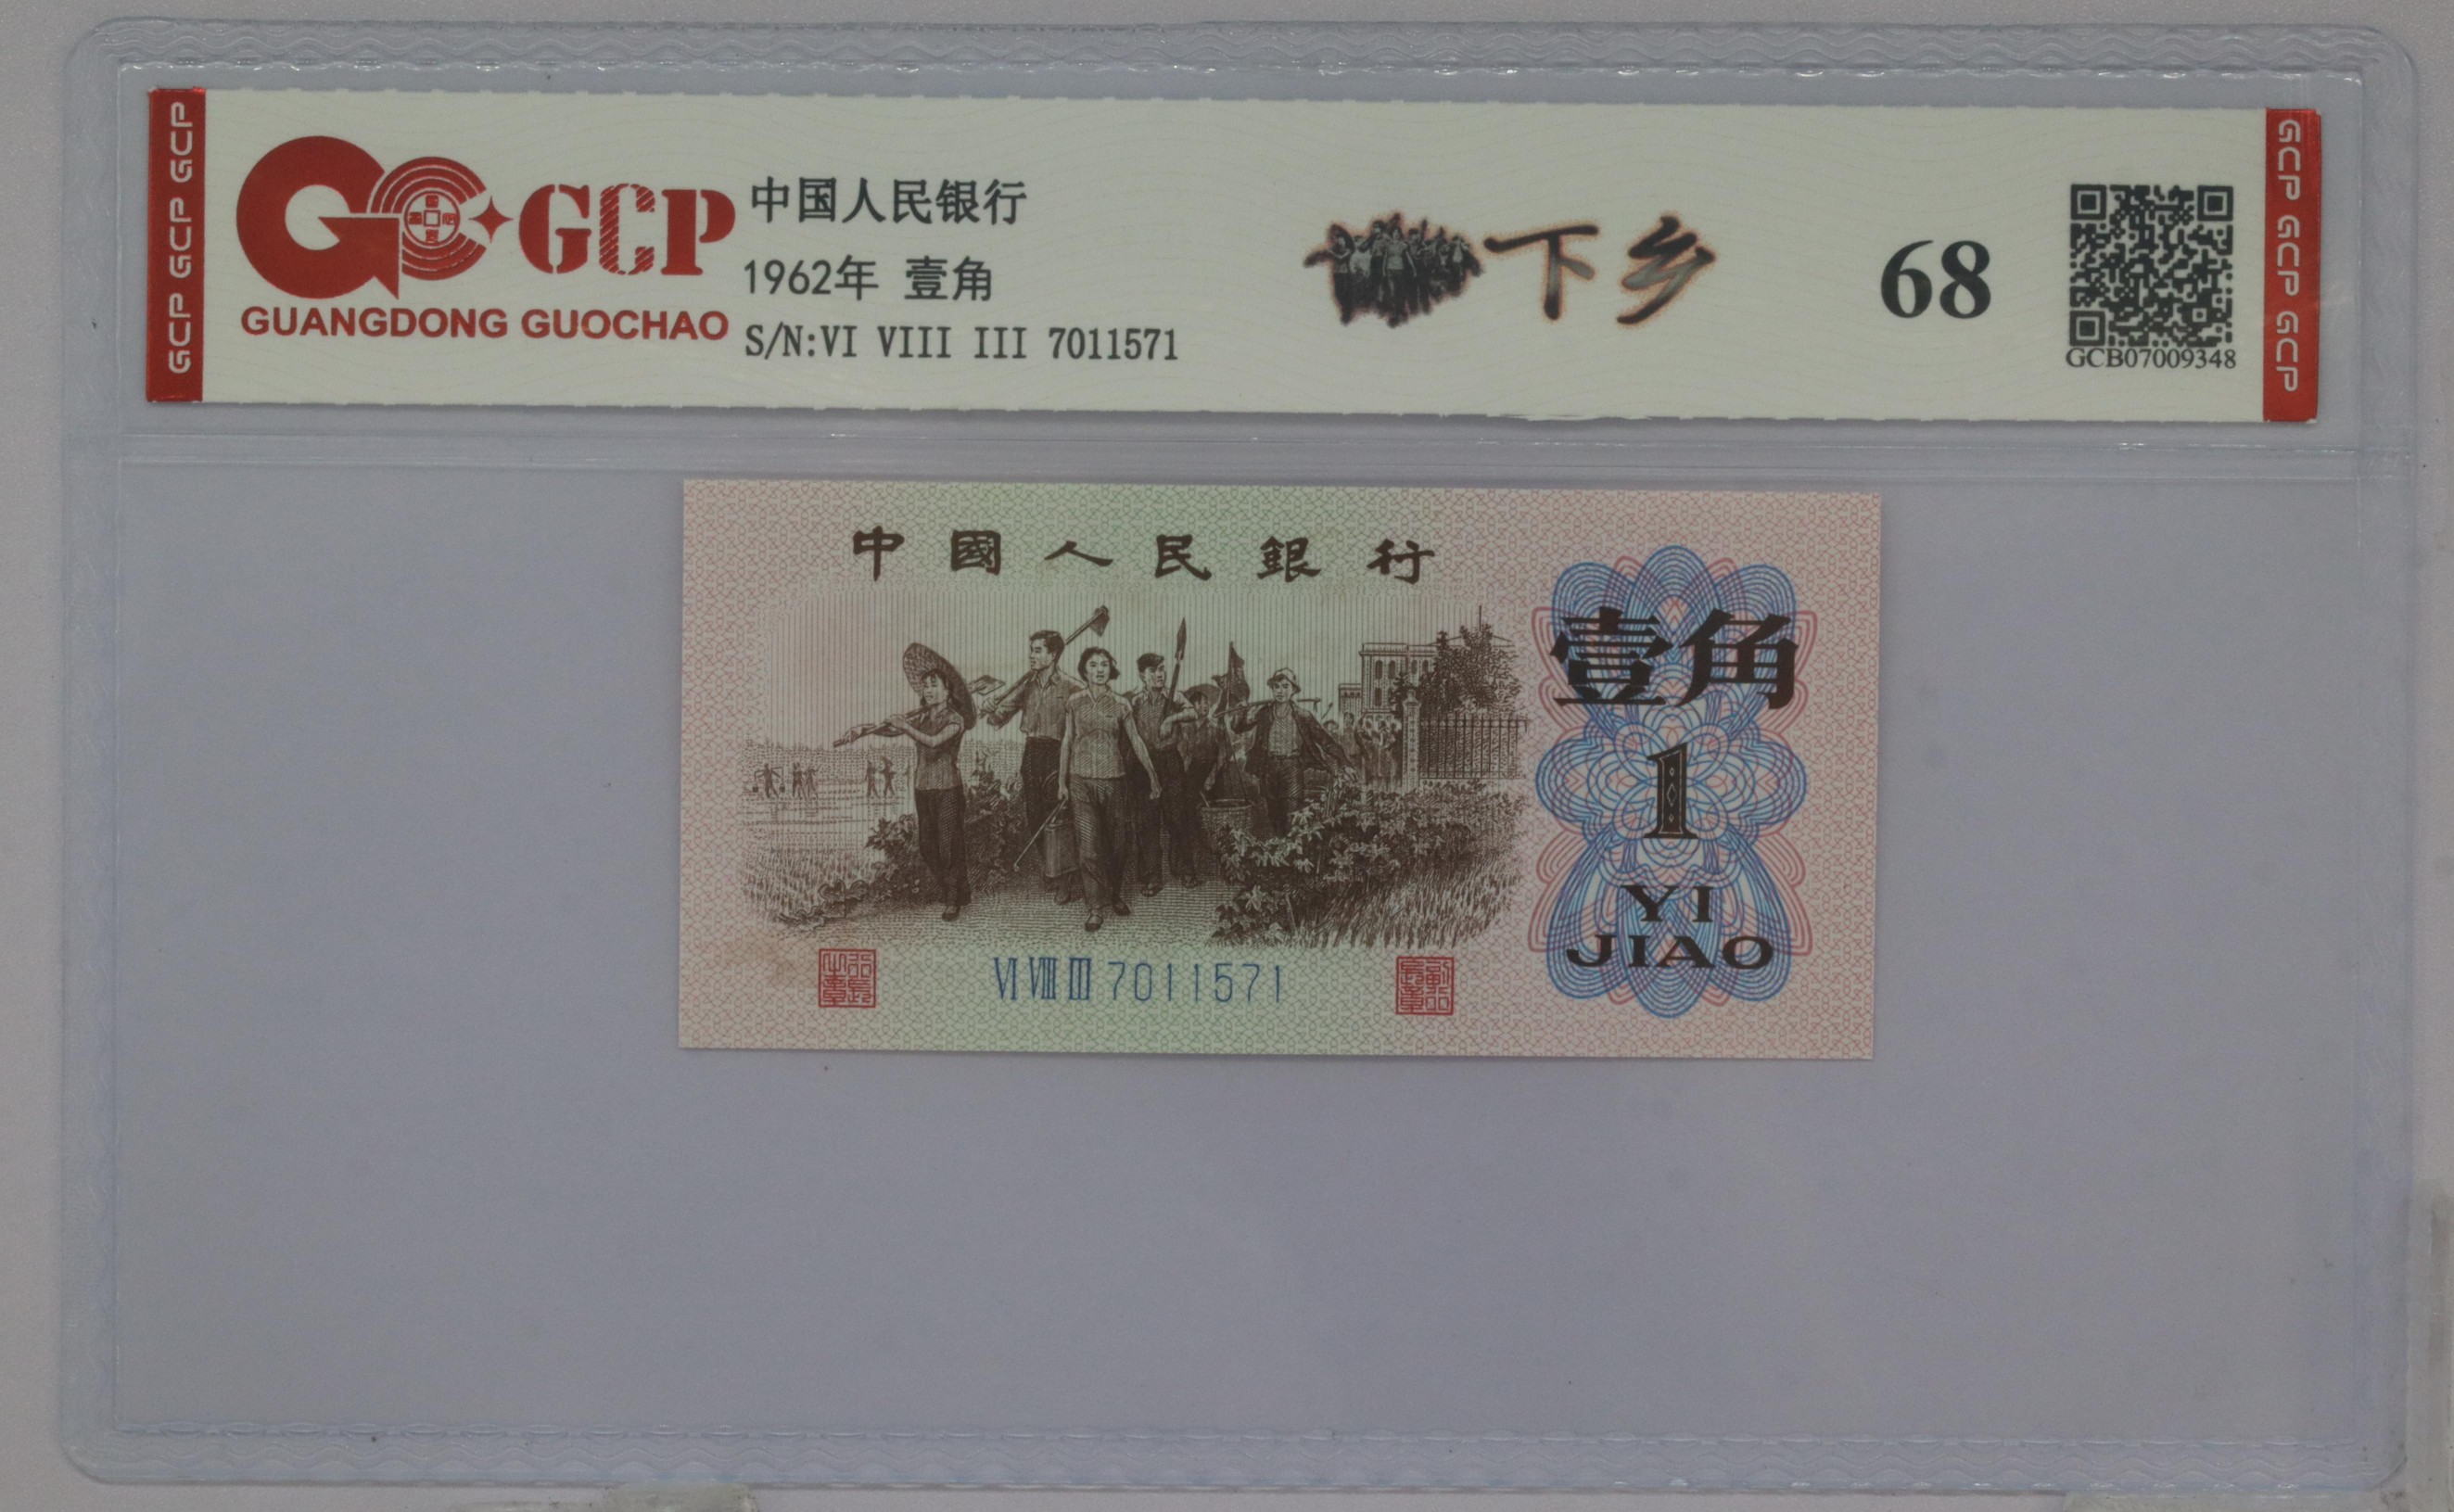 GCP GCP GCP
GCP
GUANGDONG GUOCHAO
中国人民银行
1962年 壹角
S/N:VI VIII III 7011571
下乡
68
GCB07009348
GCP GCP GCP
中國人民銀行
壹角
1
YI
JIAO
VI VIII III 7011571